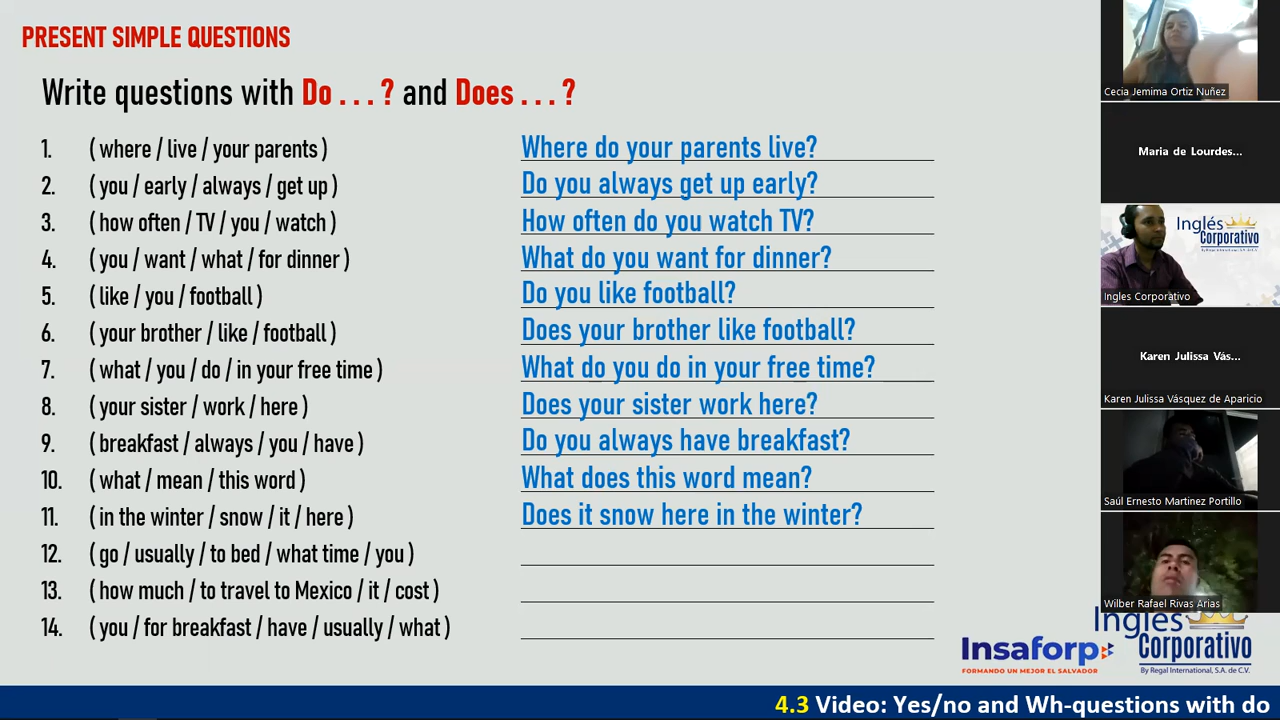 PRESENT SIMPLE QUESTIONS
Write questions with Do . . . ? and Does . . . ?
1. ( where / live / your parents ) Where do your parents live?
2. ( you / early / always / get up ) Do you always get up early?
3. ( how often / TV / you / watch ) How often do you watch TV?
4. ( you / want / what / for dinner ) What do you want for dinner?
5. ( like / you / football ) Do you like football?
6. ( your brother / like / football ) Does your brother like football?
7. ( what / you / do / in your free time ) What do you do in your free time?
8. ( your sister / work / here ) Does your sister work here?
9. ( breakfast / always / you / have ) Do you always have breakfast?
10. ( what / mean / this word ) What does this word mean?
11. ( in the winter / snow / it / here ) Does it snow here in the winter?
12. ( go / usually / to bed / what time / you )
13. ( how much / to travel to Mexico / it / cost )
14. ( you / for breakfast / have / usually / what )
Cecia Jemima Ortiz Nuñez
Maria de Lourdes...
Inglés
Corporativo
By Regal International, S.A. de C.V.
Ingles Corporativo
Karen Julissa Vás...
Karen Julissa Vásquez de Aparicio
Saúl Ernesto Martinez Portillo
Wilber Rafael Rivas Arias
Insaforp
FORMANDO UN MEJOR EL SALVADOR
Inglés
Corporativo
By Regal International, S.A. de C.V.
4.3 Video: Yes/no and Wh-questions with do